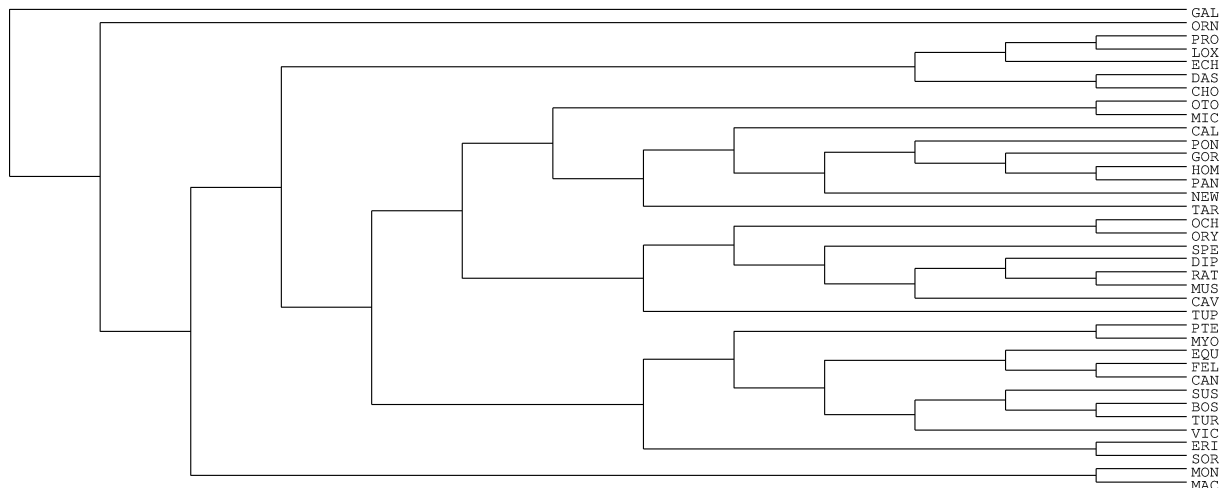 GAL
ORN
PRO
LOX
ECH
DAS
CHO
OTO
MIC
CAL
PON
GOR
HOM
PAN
NEW
TAR
OCH
ORY
SPE
DIP
RAT
MUS
CAV
TUP
PTE
MYO
EQU
FEL
CAN
SUS
BOS
TUR
VIC
ERI
SOR
MON
MAC